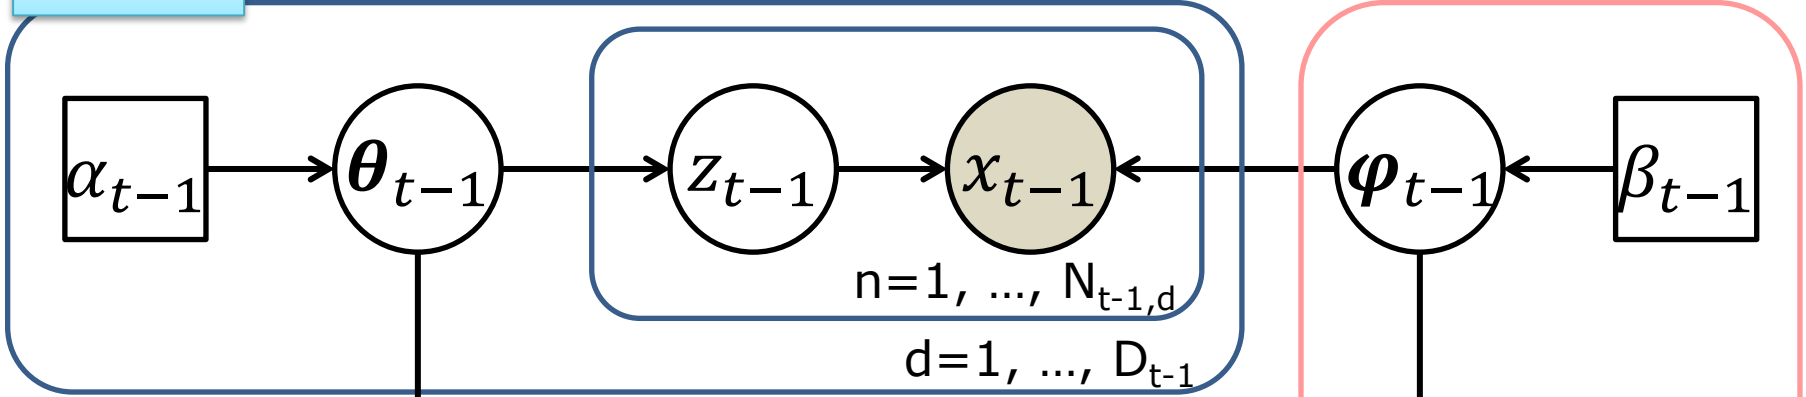 α_{t−1} θ_{t−1} z_{t−1} x_{t−1} φ_{t−1} β_{t−1}
n=1, …, N_{t-1,d}
d=1, …, D_{t-1}